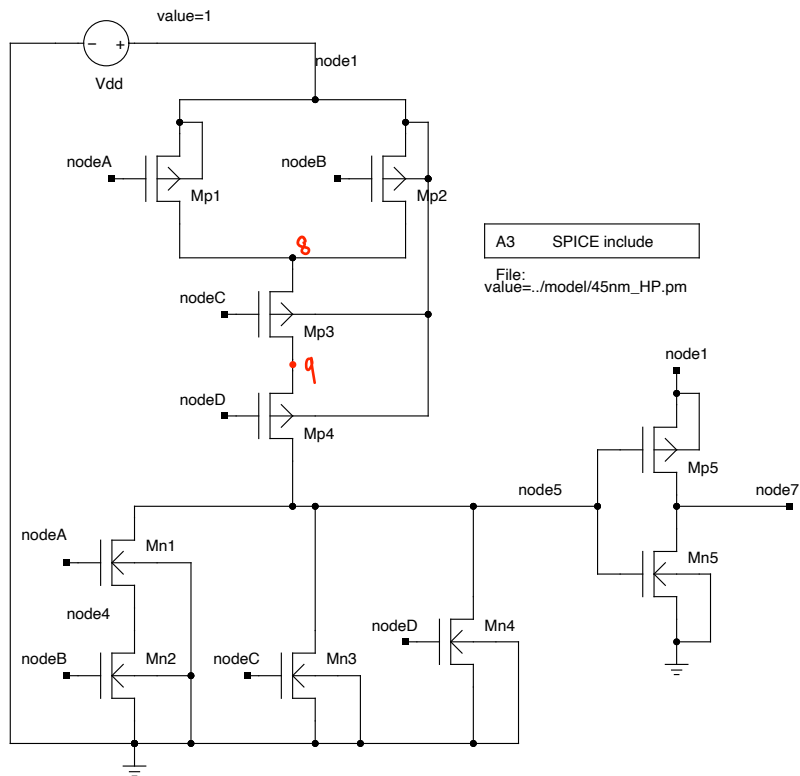 value=1
Vdd
node1
nodeA
Mp1
nodeB
Mp2
8
A3 SPICE include
File:
value=../model/45nm_HP.pm
nodeC
Mp3
9
nodeD
Mp4
node1
Mp5
node5
node7
nodeA
Mn1
Mn5
node4
nodeB
Mn2
nodeC
Mn3
nodeD
Mn4